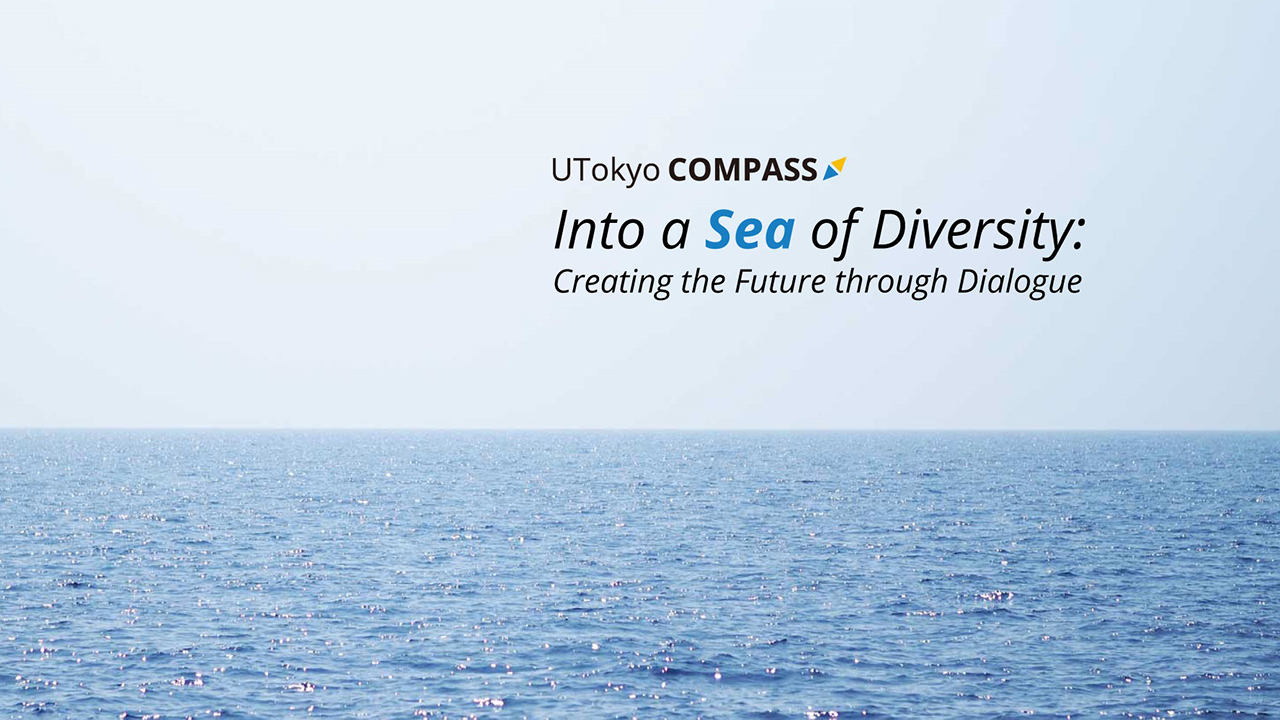 UTokyo COMPASS
Into a Sea of Diversity:
Creating the Future through Dialogue